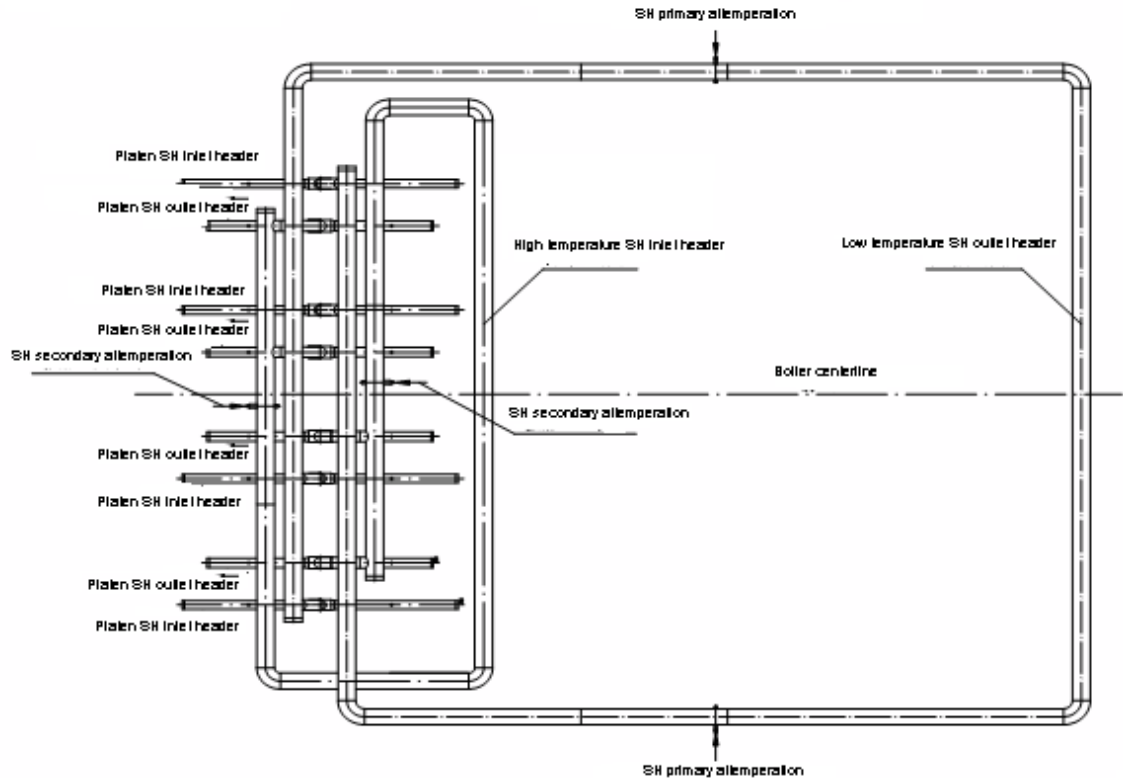 SH primary attemperation
Platen SH inlet header
Platen SH outlet header
High temperature SH inlet header
Low temperature SH outlet header
Platen SH inlet header
Platen SH outlet header
SH secondary attemperation
Boiler centerline
SH secondary attemperation
Platen SH outlet header
Platen SH inlet header
Platen SH outlet header
Platen SH inlet header
SH primary attemperation